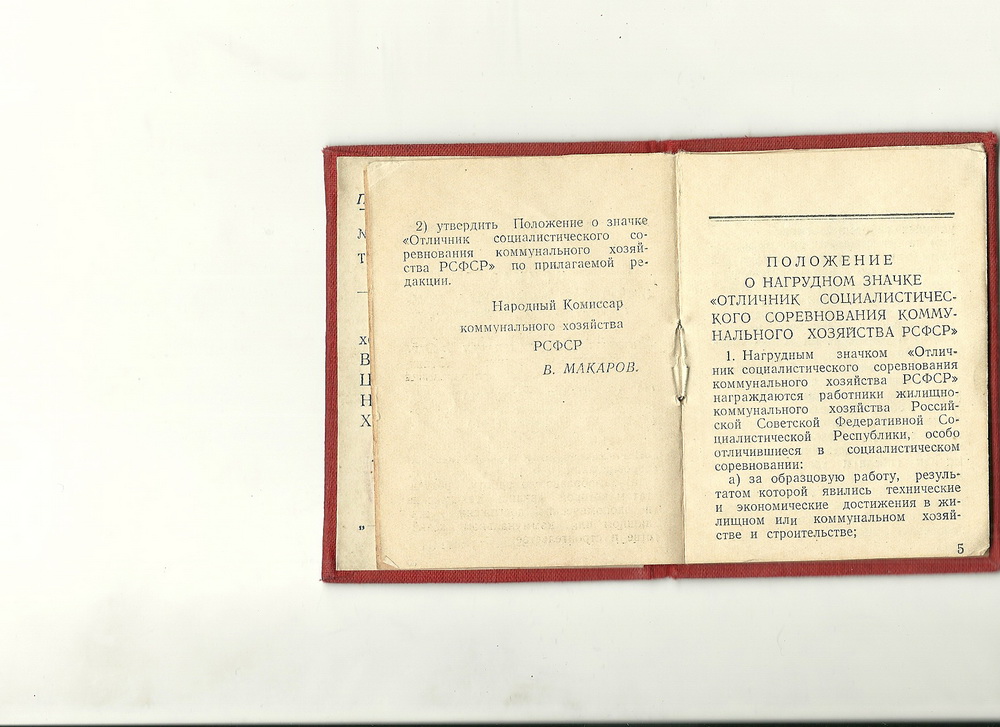 2) утвердить Положение о значке
«Отличник социалистического со-
ревнования коммунального хозяй-
ства РСФСР» по прилагаемой ре-
дакции.
Народный Комиссар
коммунального хозяйства
РСФСР
В. МАКАРОВ.
ПОЛОЖЕНИЕ
О НАГРУДНОМ ЗНАЧКЕ
«ОТЛИЧНИК СОЦИАЛИСТИЧЕС-
КОГО СОРЕВНОВАНИЯ КОММУ-
НАЛЬНОГО ХОЗЯЙСТВА РСФСР»
1. Нагрудным значком «Отлич-
ник социалистического соревнования
коммунального хозяйства РСФСР»
награждаются работники жилищно-
коммунального хозяйства Россий-
ской Советской Федеративной Со-
циалистической Республики, особо
отличившиеся в социалистическом
соревновании:
а) за образцовую работу, резуль-
татом которой явились технические
и экономические достижения в жи-
лищном или коммунальном хозяй-
стве и строительстве;
5